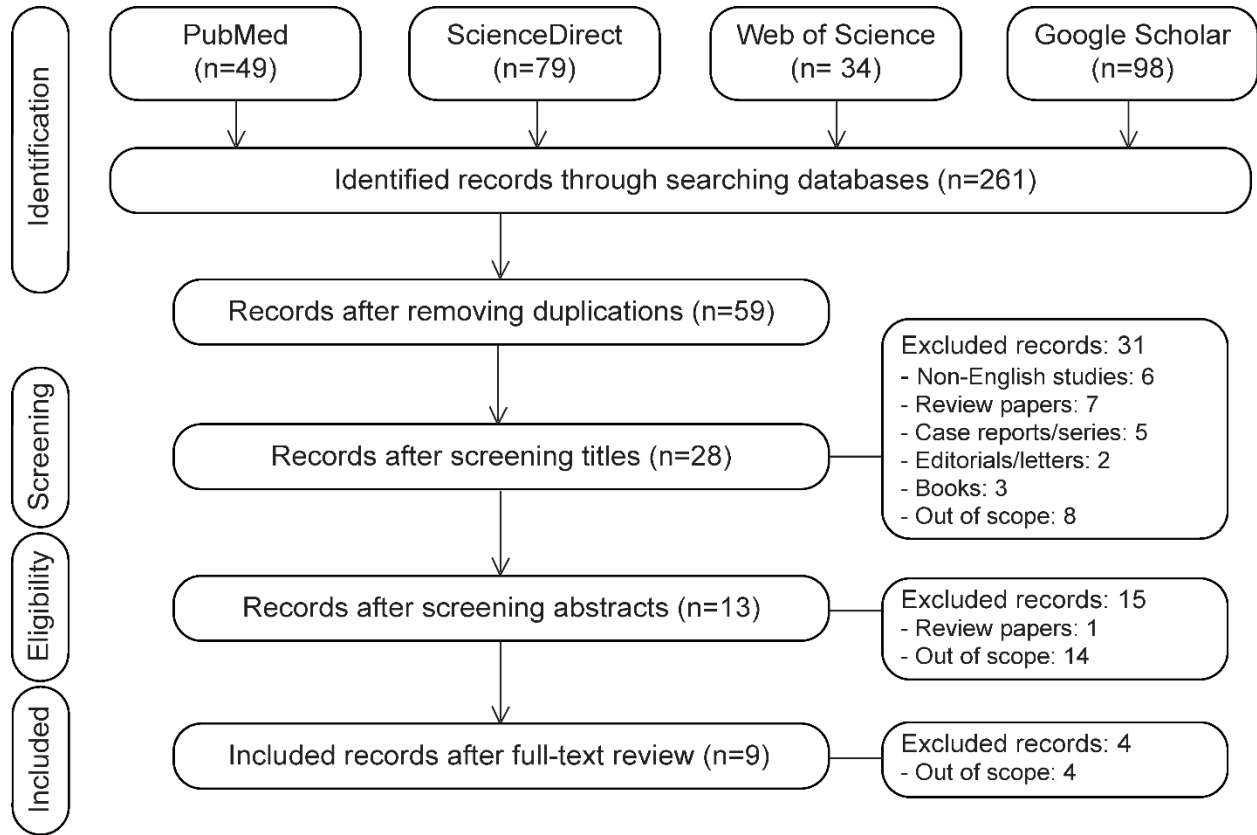 Identification
PubMed
(n=49)
ScienceDirect
(n=79)
Web of Science
(n= 34)
Google Scholar
(n=98)
Identified records through searching databases (n=261)
Records after removing duplications (n=59)
Screening
Records after screening titles (n=28)
Excluded records: 31
- Non-English studies: 6
- Review papers: 7
- Case reports/series: 5
- Editorials/letters: 2
- Books: 3
- Out of scope: 8
Eligibility
Records after screening abstracts (n=13)
Excluded records: 15
- Review papers: 1
- Out of scope: 14
Included
Included records after full-text review (n=9)
Excluded records: 4
- Out of scope: 4